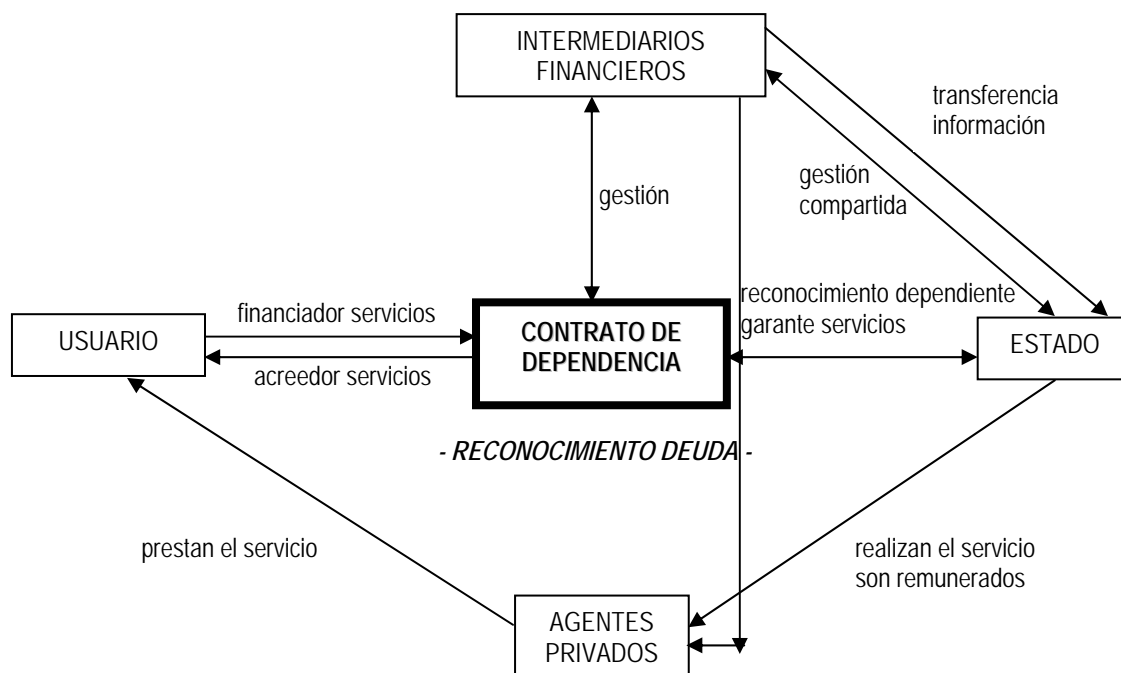 INTERMEDIARIOS
FINANCIEROS
transferencia
información
gestión
compartida
gestión
reconocimiento dependiente
garante servicios
financiador servicios
USUARIO
CONTRATO DE
DEPENDENCIA
ESTADO
acreedor servicios
- RECONOCIMIENTO DEUDA -
prestan el servicio
realizan el servicio
son remunerados
AGENTES
PRIVADOS